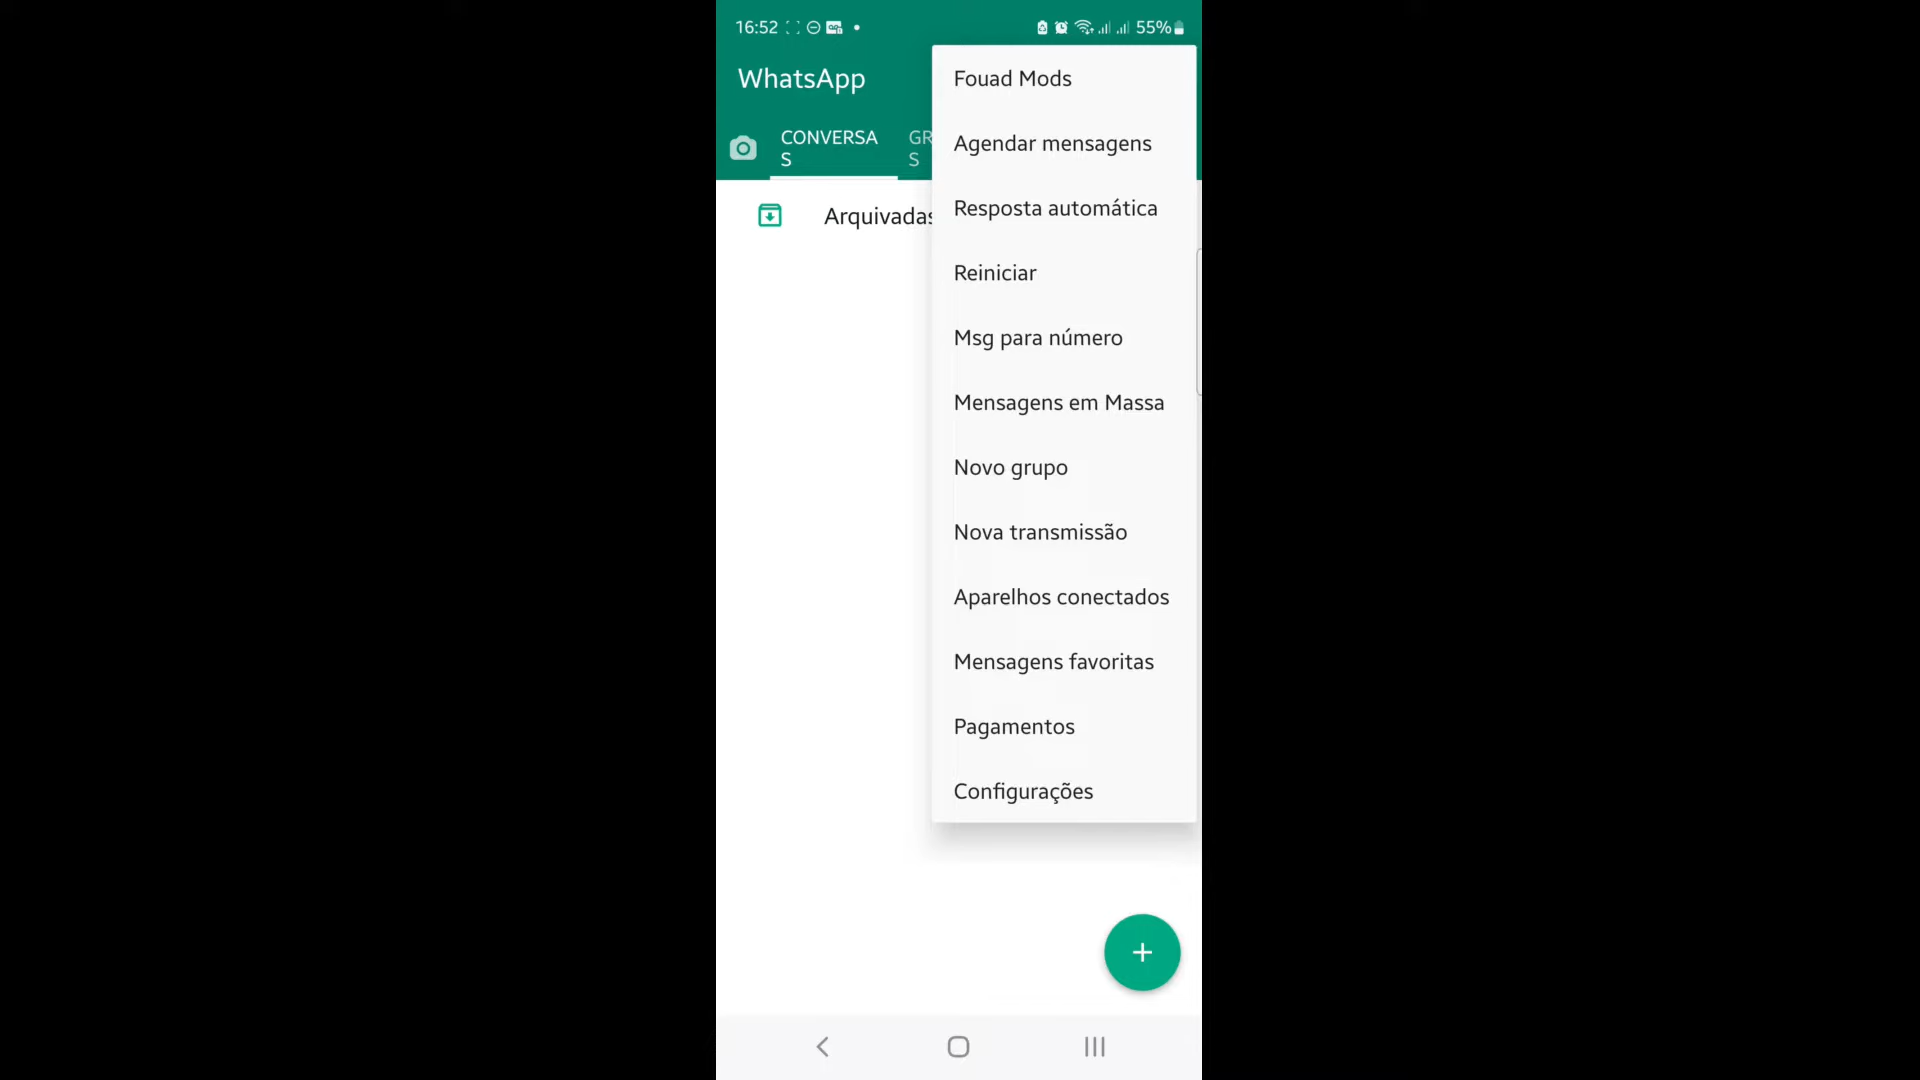 16:52 55%
WhatsApp
CONVERSA
S
GR
S
Arquivadas
Fouad Mods
Agendar mensagens
Resposta automática
Reiniciar
Msg para número
Mensagens em Massa
Novo grupo
Nova transmissão
Aparelhos conectados
Mensagens favoritas
Pagamentos
Configurações